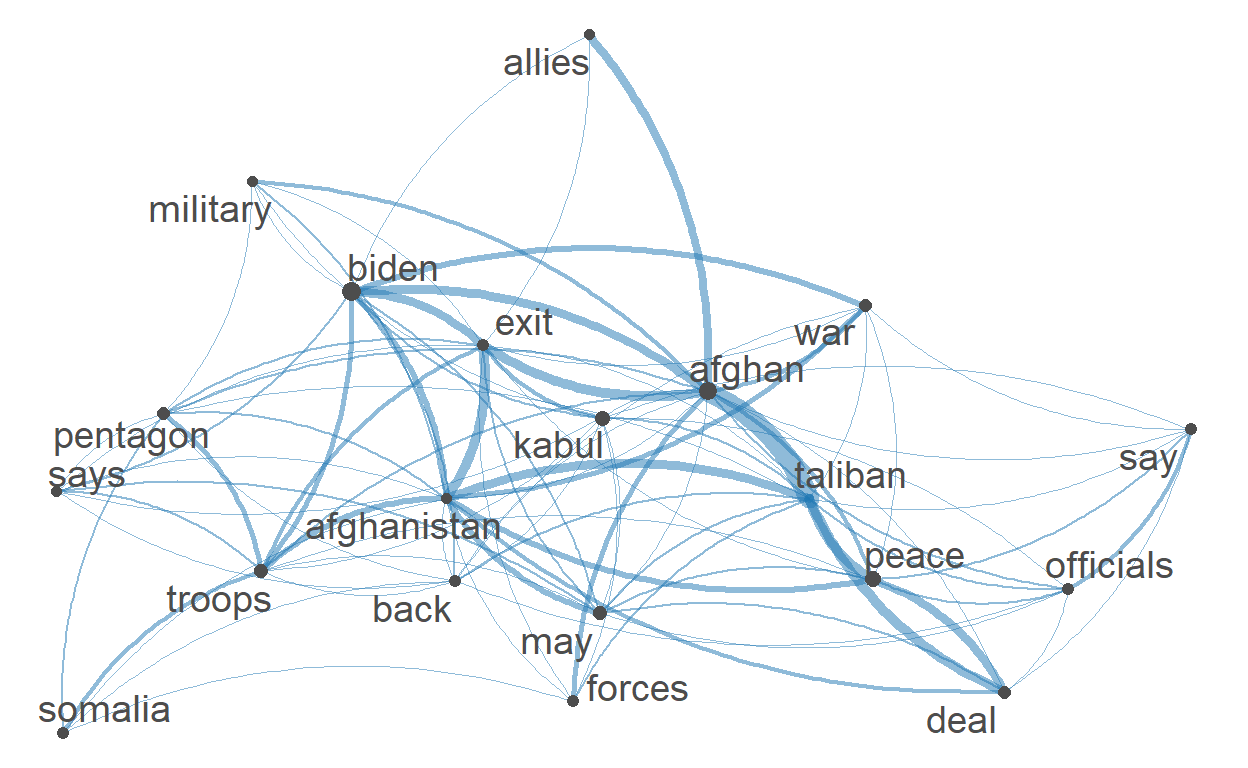 allies
military
biden
exit
war
afghan
pentagon
kabul
says
say
taliban
afghanistan
peace
officials
troops
back
may
forces
somalia
deal